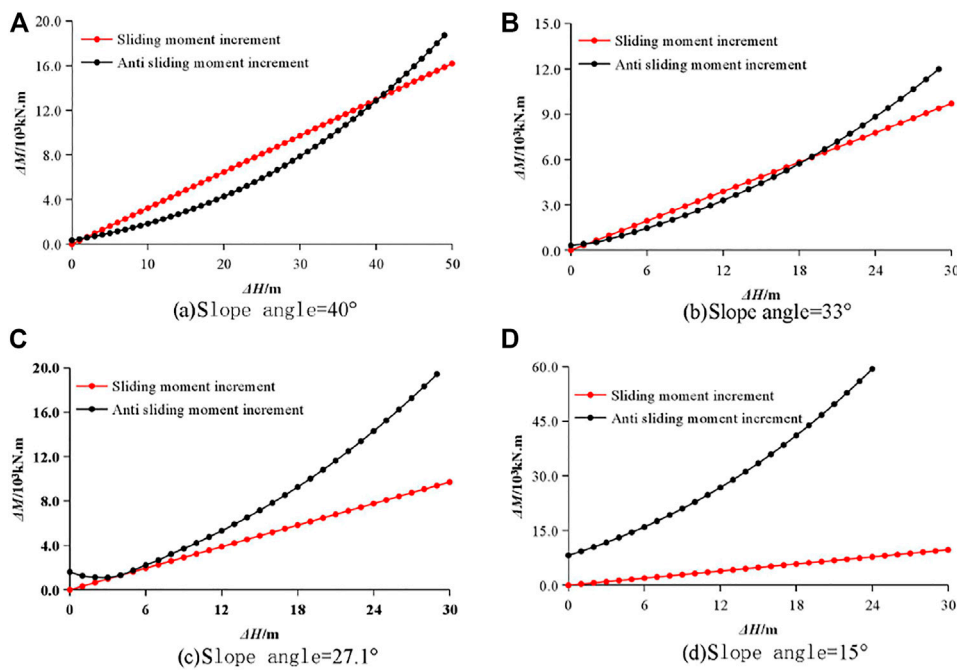 A
20.0
16.0
12.0
8.0
4.0
0.0
ΔM/10³kN.m
Sliding moment increment
Anti sliding moment increment
0 10 20 30 40 50
ΔH/m
(a)Slope angle=40°
B
15.0
12.0
9.0
6.0
3.0
0.0
ΔM/10³kN.m
Sliding moment increment
Anti sliding moment increment
0 6 12 18 24 30
ΔH/m
(b)Slope angle=33°
C
20.0
16.0
12.0
8.0
4.0
0.0
ΔM/10³kN.m
Sliding moment increment
Anti sliding moment increment
0 6 12 18 24 30
ΔH/m
(c)Slope angle=27.1°
D
60.0
45.0
30.0
15.0
0.0
ΔM/10³kN.m
Sliding moment increment
Anti sliding moment increment
0 6 12 18 24 30
ΔH/m
(d)Slope angle=15°